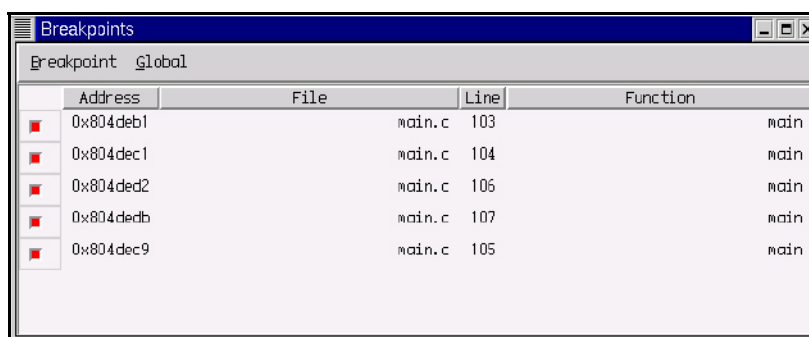 Breakpoints
Breakpoint Global
Address File Line Function
0x804deb1 main.c 103 main
0x804dec1 main.c 104 main
0x804ded2 main.c 106 main
0x804dedb main.c 107 main
0x804dec9 main.c 105 main